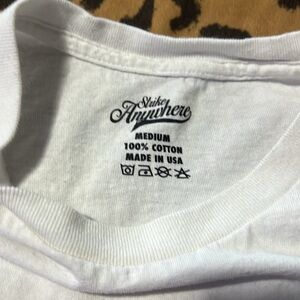 Strike
Anywhere
MEDIUM
100% COTTON
MADE IN USA